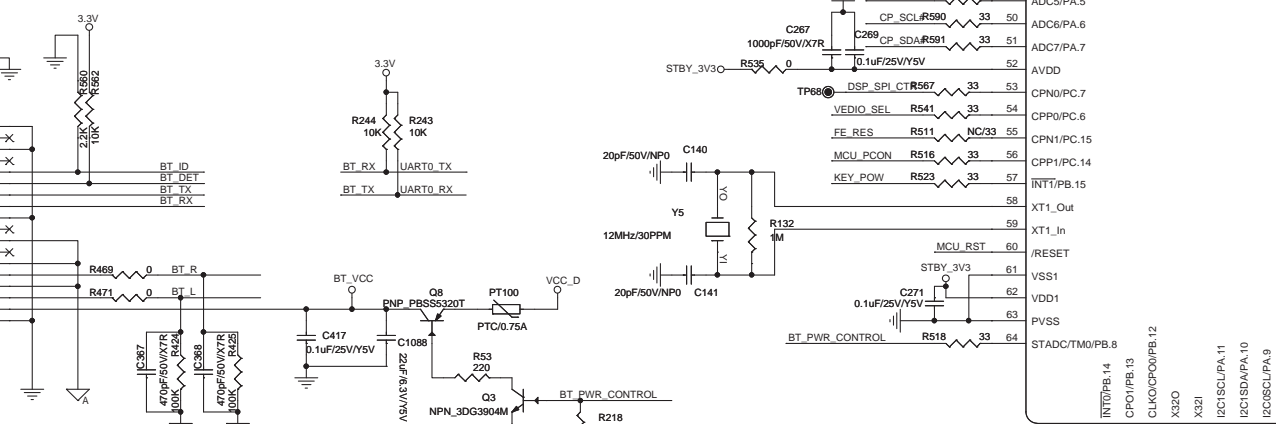 3.3V
R560
R562
2.2K
10K
BT_ID
BT_DET
BT_TX
BT_RX
3.3V
R244
10K
R243
10K
BT_RX
UART0_TX
BT_TX
UART0_RX
R469
0
BT_R
R471
0
BT_L
C367
470pF/50V/X7R
R424
100K
C368
470pF/50V/X7R
R425
100K
A
BT_VCC
Q8
PNP_PBSS5320T
PT100
PTC/0.75A
VCC_D
C417
0.1uF/25V/Y5V
C1088
22uF/6.3V/Y5V
R53
220
Q3
NPN_3DG3904M
BT_PWR_CONTROL
R218
C267
1000pF/50V/X7R
C269
0.1uF/25V/Y5V
STBY_3V3
R535
0
TP68
20pF/50V/NP0
C140
Y5
12MHz/30PPM
YO
YI
R132
1M
20pF/50V/NP0
C141
ADC5/PA.5
CP_SCL#
R590
33
50
ADC6/PA.6
CP_SDA#
R591
33
51
ADC7/PA.7
52
AVDD
DSP_SPI_CTR
R567
33
53
CPN0/PC.7
VEDIO_SEL
R541
33
54
CPP0/PC.6
FE_RES
R511
NC/33
55
CPN1/PC.15
MCU_PCON
R516
33
56
CPP1/PC.14
KEY_POW
R523
33
57
INT1/PB.15
58
XT1_Out
59
XT1_In
MCU_RST
60
/RESET
STBY_3V3
61
VSS1
C271
0.1uF/25V/Y5V
62
VDD1
63
PVSS
BT_PWR_CONTROL
R518
33
64
STADC/TM0/PB.8
INT0/PB.14
CPO1/PB.13
CLKO/CPO0/PB.12
X32O
X32I
I2C1SCL/PA.11
I2C1SDA/PA.10
I2C0SCL/PA.9